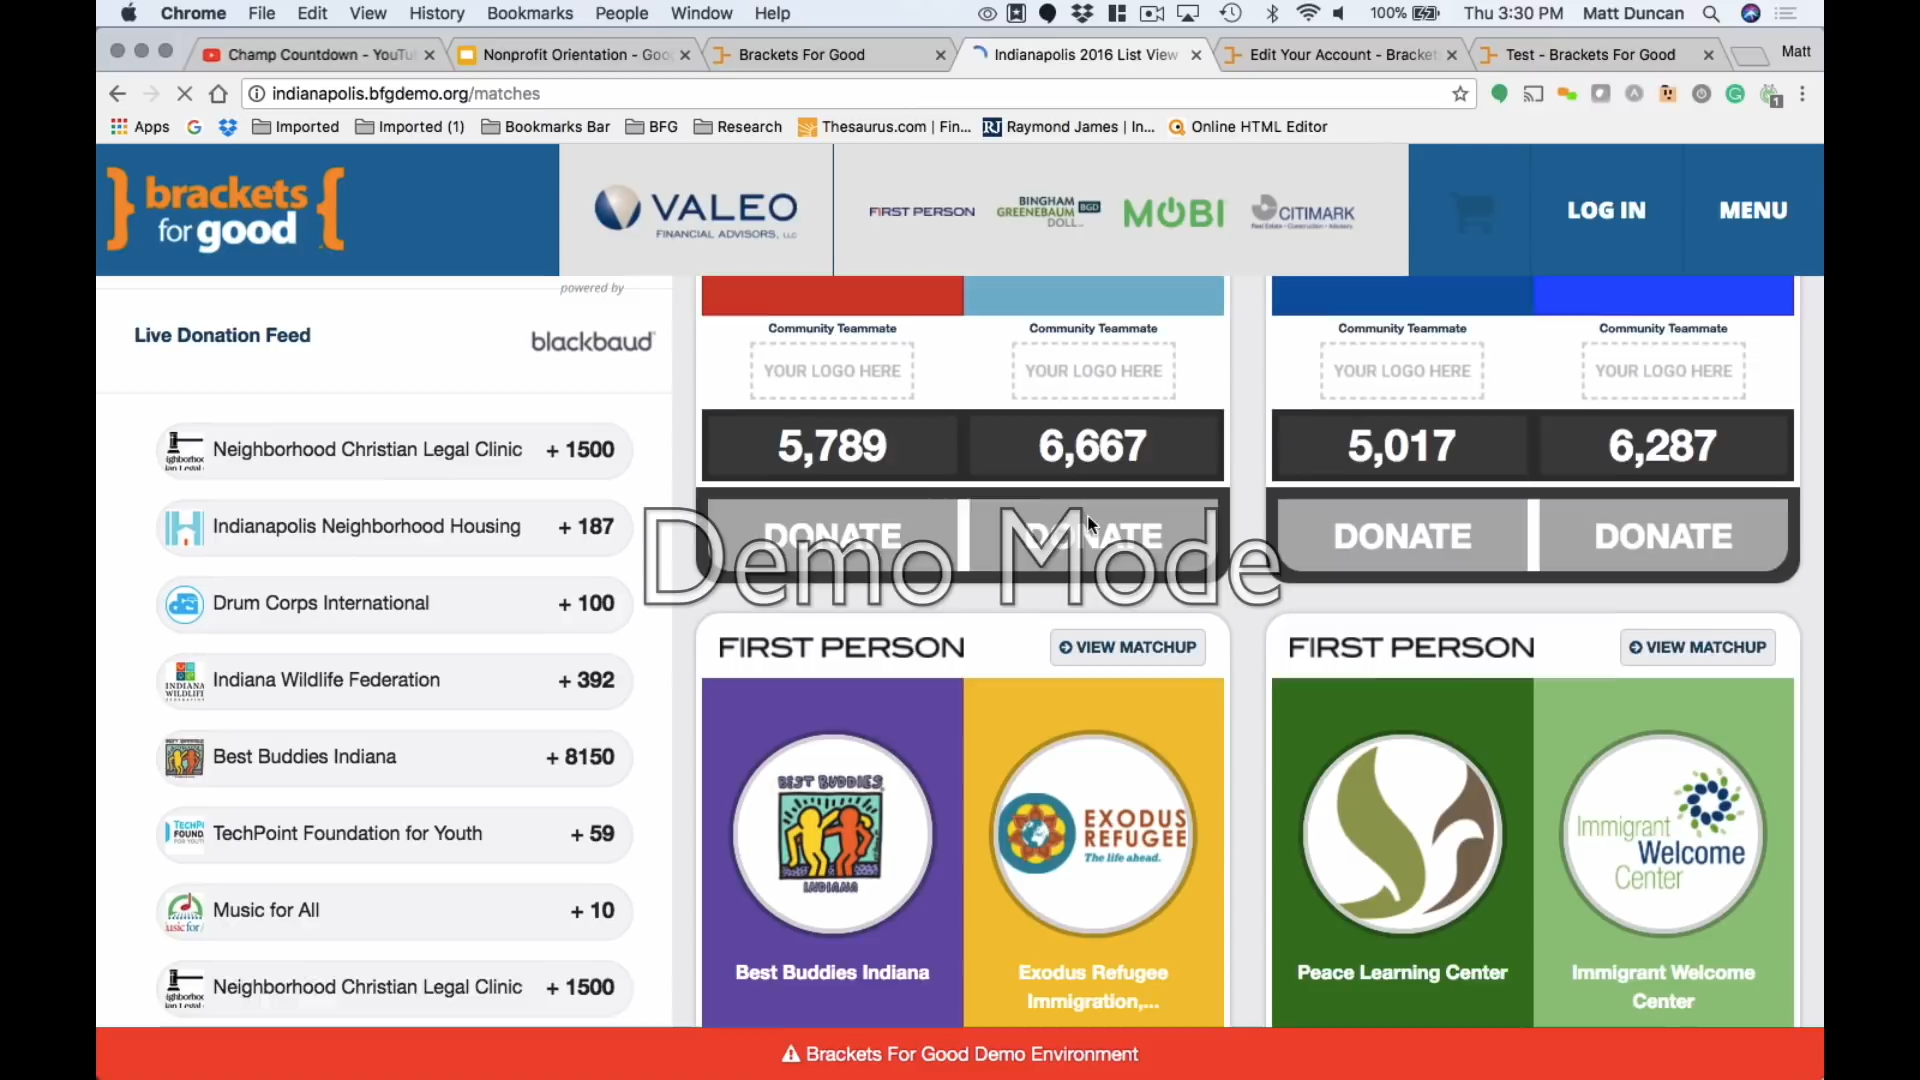 Chrome File Edit View History Bookmarks People Window Help 100% Thu 3:30 PM Matt Duncan
Champ Countdown - YouTu
Nonprofit Orientation - Goo
Brackets For Good
Indianapolis 2016 List View
Edit Your Account - Bracket
Test - Brackets For Good
Matt
indianapolis.bfgdemo.org/matches
Apps Imported Imported (1) Bookmarks Bar BFG Research Thesaurus.com | Fin... RJ Raymond James | In... Online HTML Editor
brackets
for good
VALEO
FINANCIAL ADVISORS, LLC
FIRST PERSON
BINGHAM
GREENEBAUM
DOLL
BGD
MOBI
CITIMARK
LOG IN
MENU
powered by
Live Donation Feed
blackbaud
Neighborhood Christian Legal Clinic + 1500
Indianapolis Neighborhood Housing + 187
Drum Corps International + 100
INDIANA
WILDLIFE
Indiana Wildlife Federation + 392
Best Buddies Indiana + 8150
TechPoint Foundation for Youth + 59
Music for All + 10
Neighborhood Christian Legal Clinic + 1500
Community Teammate Community Teammate
YOUR LOGO HERE YOUR LOGO HERE
5,789 6,667
DONATE DONATE
Community Teammate Community Teammate
YOUR LOGO HERE YOUR LOGO HERE
5,017 6,287
DONATE DONATE
Demo Mode
FIRST PERSON VIEW MATCHUP
BEST BUDDIES
INDIANA
EXODUS
REFUGEE
The life ahead.
Best Buddies Indiana
Exodus Refugee
Immigration,...
FIRST PERSON VIEW MATCHUP
Immigrant
Welcome
Center
Peace Learning Center
Immigrant Welcome
Center
Brackets For Good Demo Environment